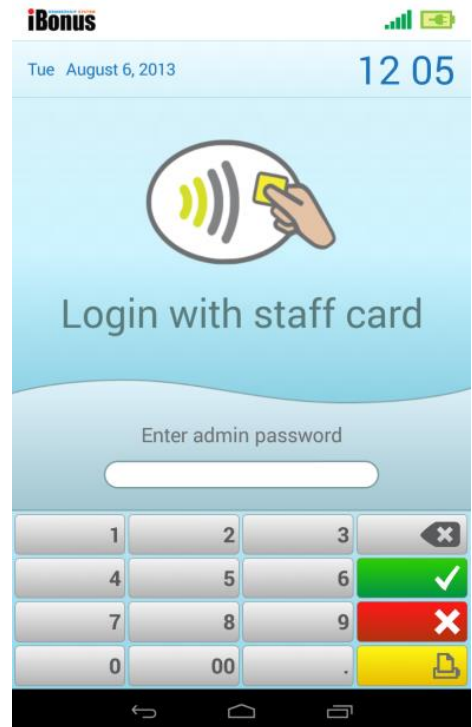 iBonus
Tue August 6, 2013
12 05
Login with staff card
Enter admin password
1 2 3
4 5 6
7 8 9
0 00 .